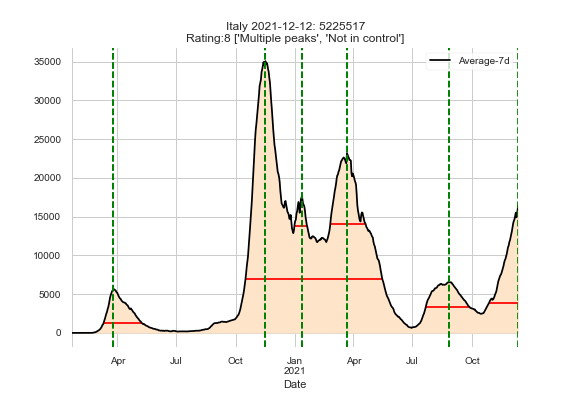 Italy 2021-12-12: 5225517
Rating:8 ['Multiple peaks', 'Not in control']
Average-7d
35000
30000
25000
20000
15000
10000
5000
0
Apr Jul Oct Jan Apr Jul Oct
2021
Date